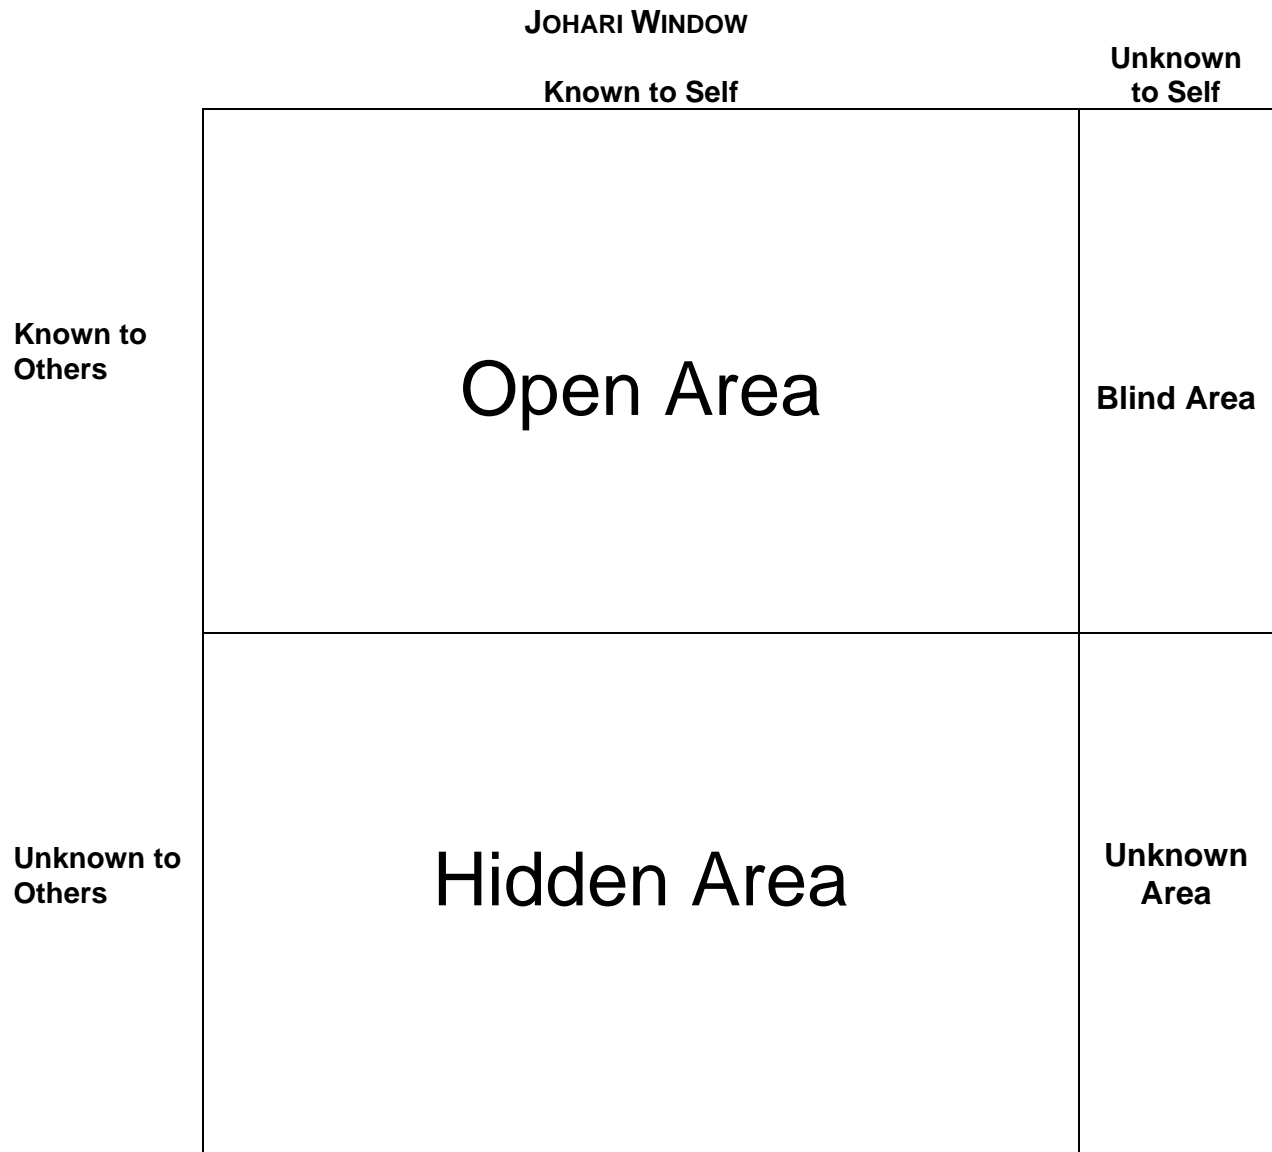 JOHARI WINDOW
Unknown
to Self
Known to Self
Known to
Others
Open Area
Blind Area
Unknown to
Others
Hidden Area
Unknown
Area